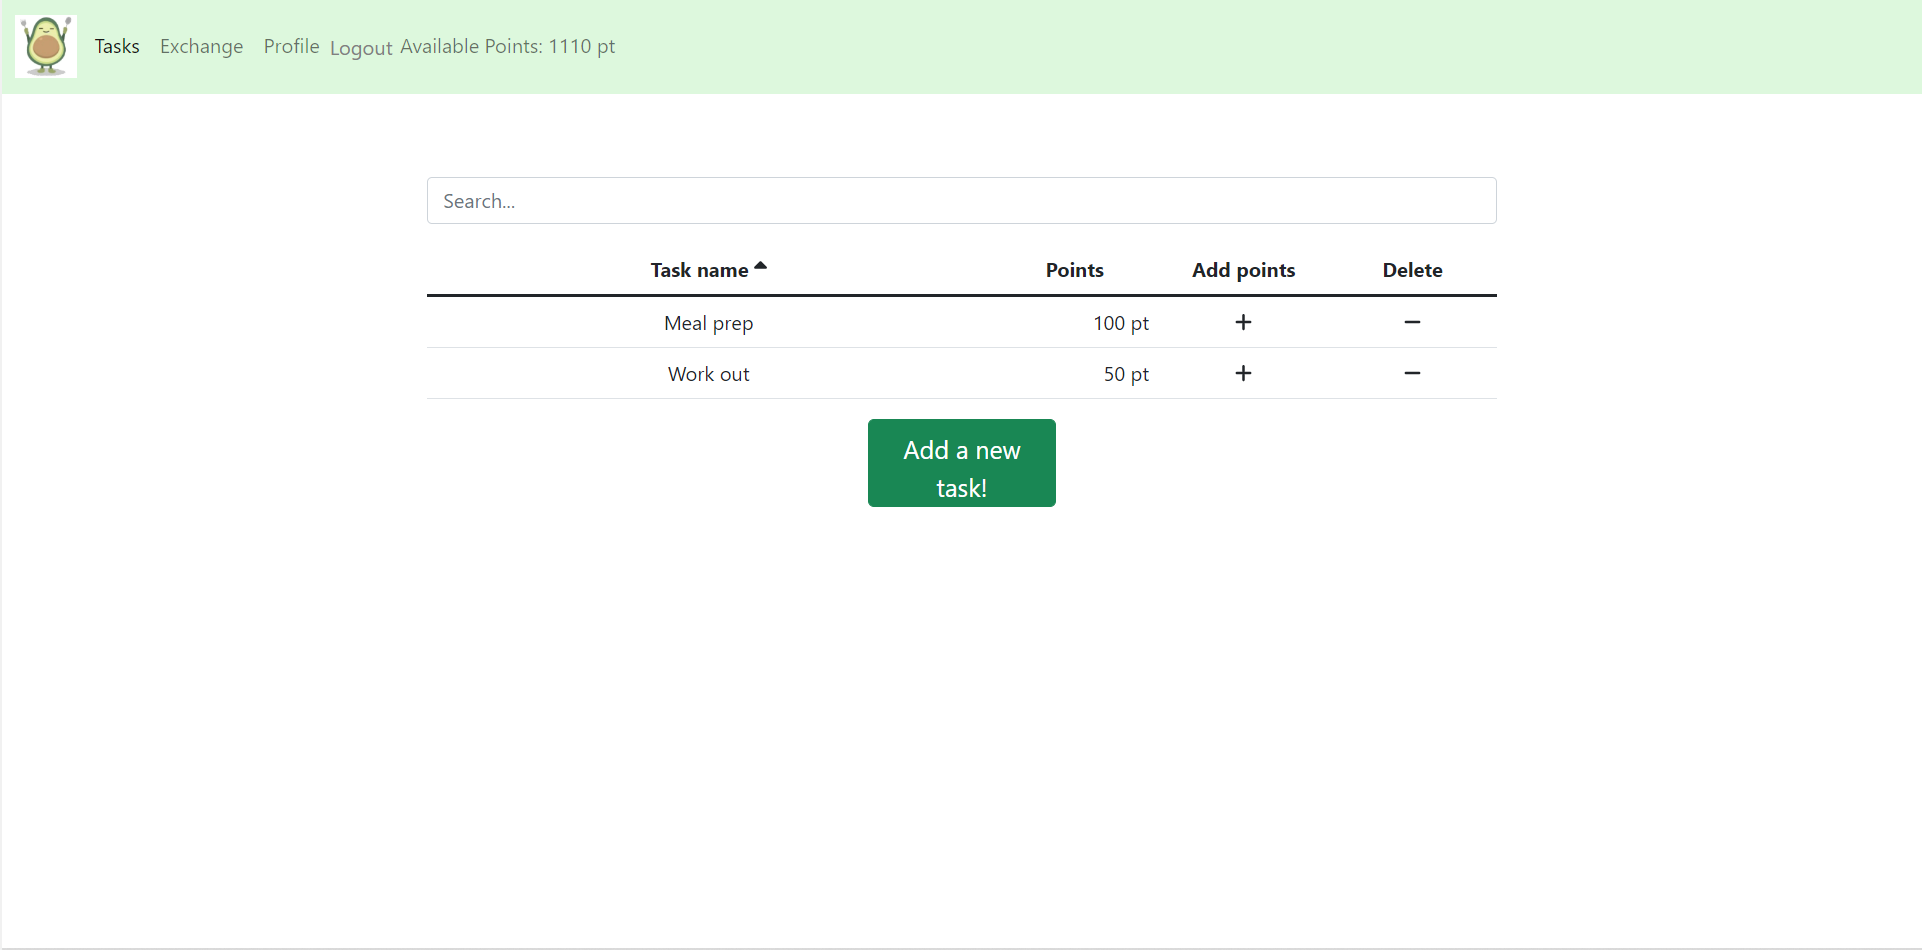 Tasks Exchange Profile Logout Available Points: 1110 pt
Search...
Task name Points Add points Delete
Meal prep 100 pt + −
Work out 50 pt + −
Add a new
task!